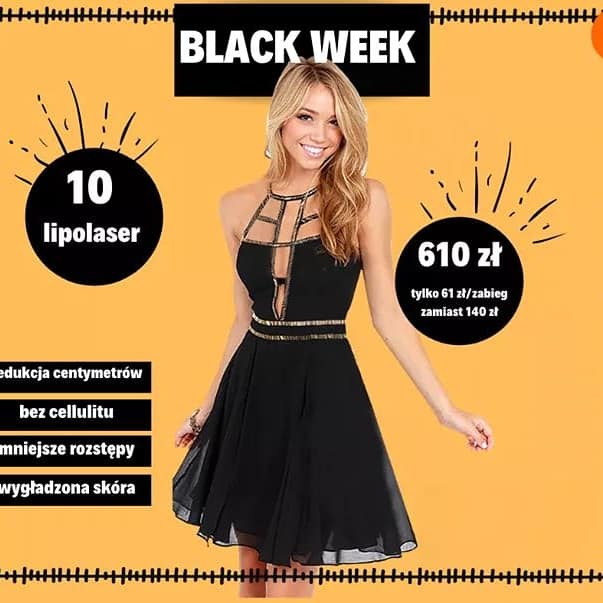 BLACK WEEK
10
lipolaser
610 zł
tylko 61 zł/zabieg
zamiast 140 zł
edukcja centymetrów
bez cellulitu
mniejsze rozstępy
wygładzona skóra